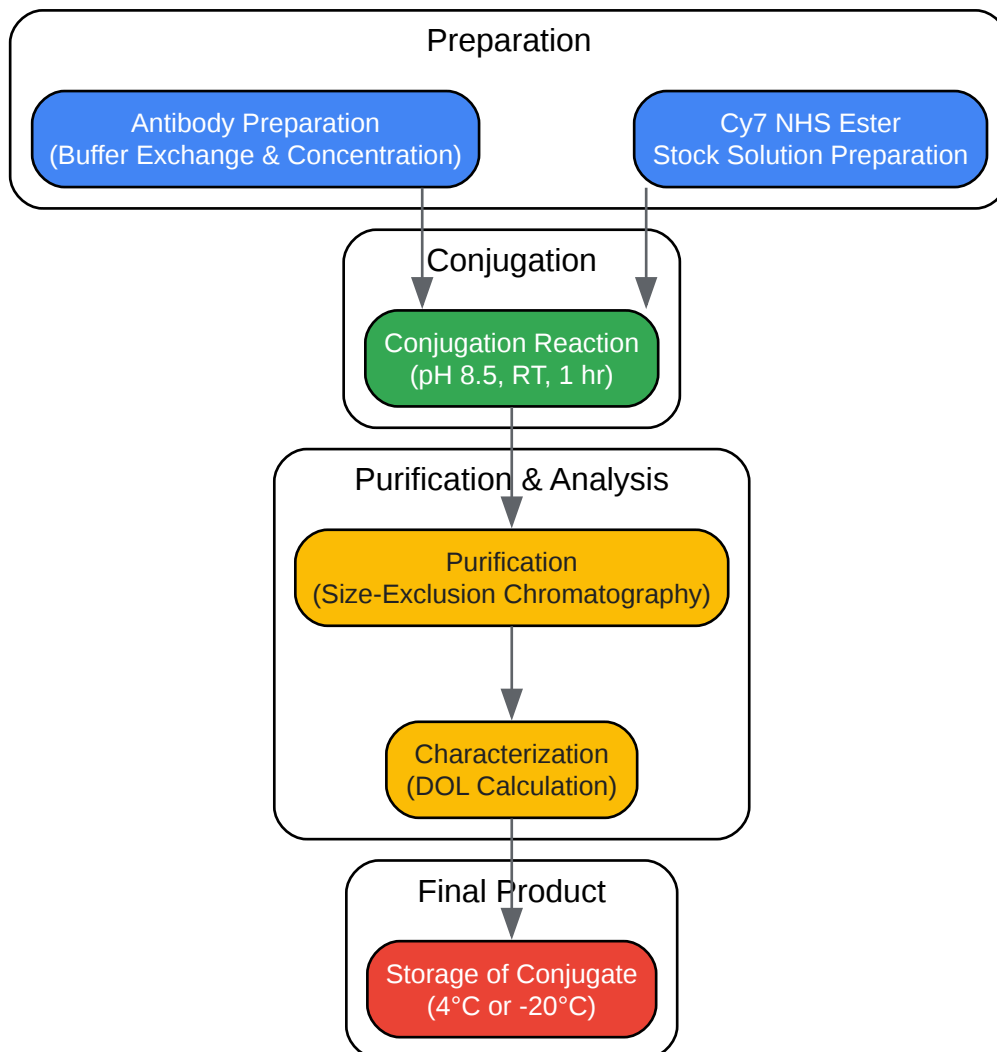 Preparation
Antibody Preparation
(Buffer Exchange & Concentration)
Cy7 NHS Ester
Stock Solution Preparation
Conjugation
Conjugation Reaction
(pH 8.5, RT, 1 hr)
Purification & Analysis
Purification
(Size-Exclusion Chromatography)
Characterization
(DOL Calculation)
Final Product
Storage of Conjugate
(4°C or -20°C)